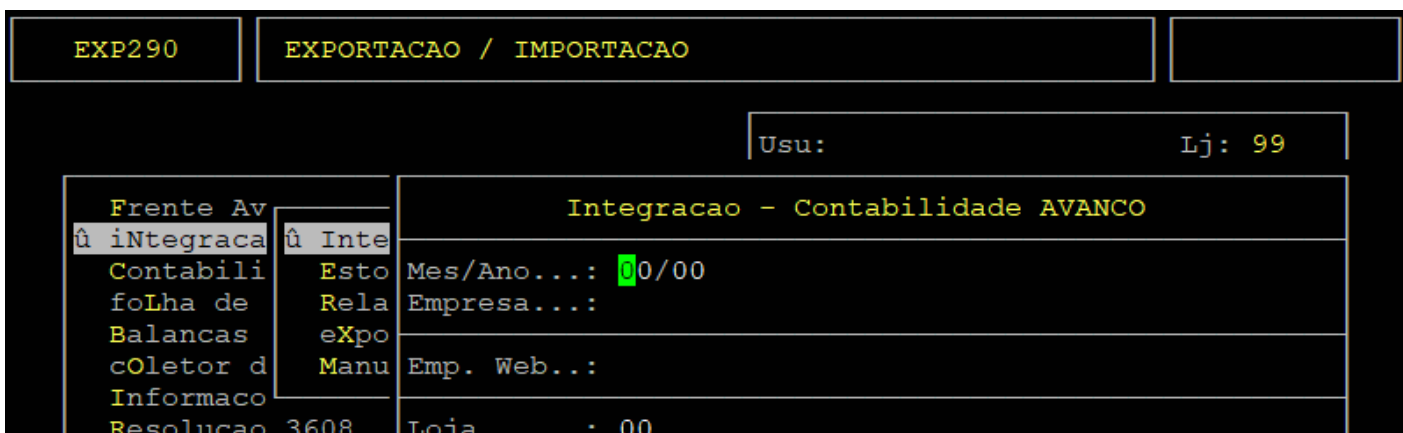 EXP290 EXPORTACAO / IMPORTACAO
Usu: Lj: 99
Frente Av Integracao - Contabilidade AVANCO
û iNtegraca û Inte
Contabili Esto Mes/Ano...: 00/00
foLha de Rela Empresa...:
Balancas eXpo
cOletor d Manu Emp. Web..:
Informaco
Resolucao 3608 Loja : 00